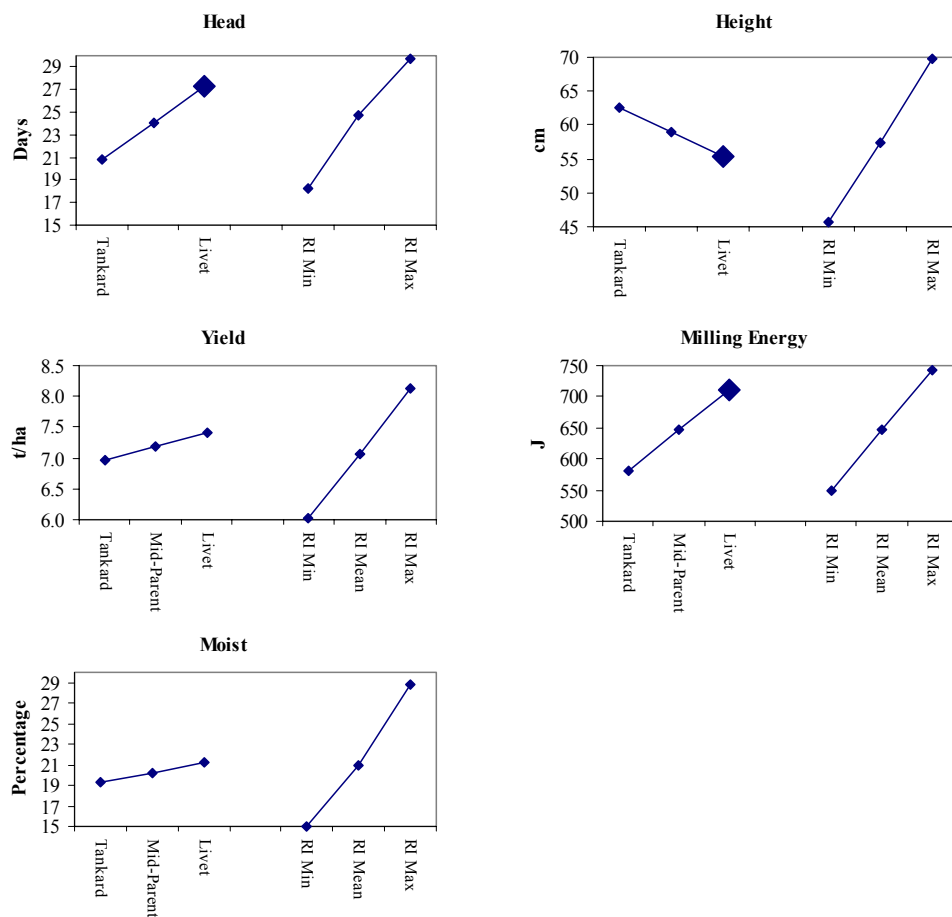 Head
Days
29
27
25
23
21
19
17
15
Tankard
Livet
RI Min
RI Max
Height
cm
70
65
60
55
50
45
Tankard
Livet
RI Min
RI Max
Yield
t/ha
8.5
8.0
7.5
7.0
6.5
6.0
Tankard
Mid-Parent
Livet
RI Min
RI Mean
RI Max
Milling Energy
J
750
700
650
600
550
500
Tankard
Mid-Parent
Livet
RI Min
RI Mean
RI Max
Moist
Percentage
29
27
25
23
21
19
17
15
Tankard
Mid-Parent
Livet
RI Min
RI Mean
RI Max